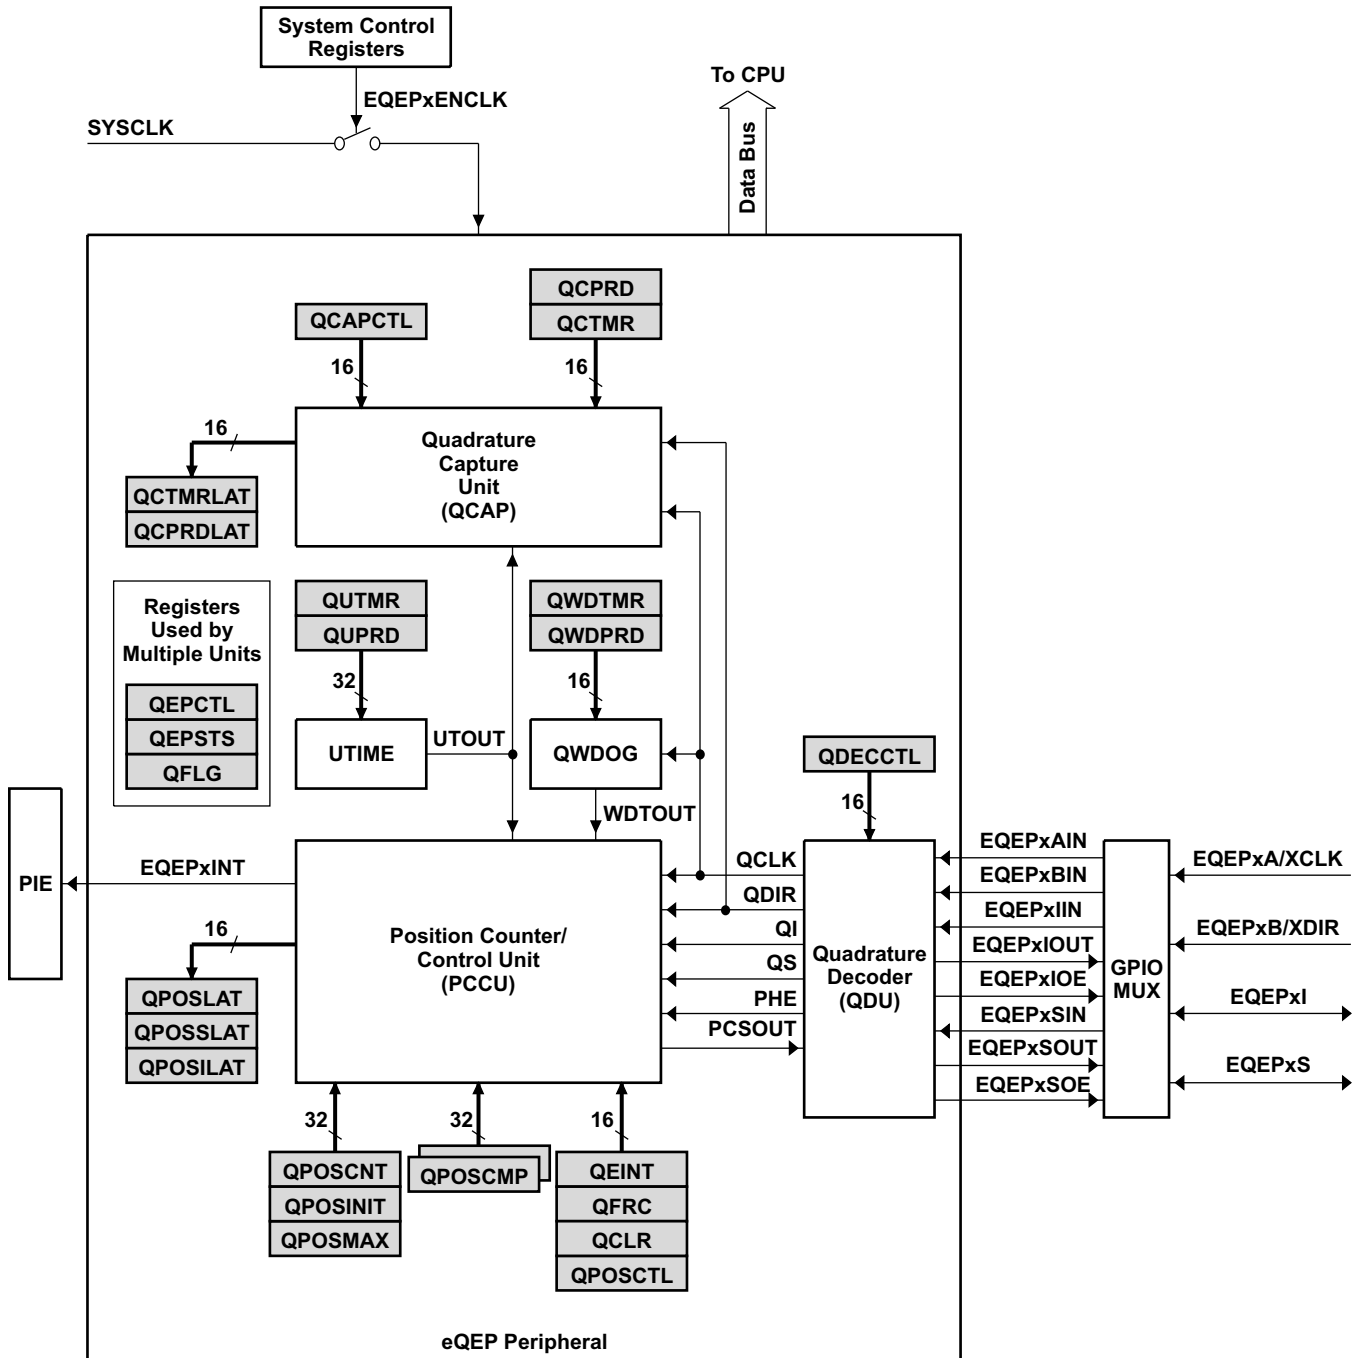 System Control
Registers
To CPU
EQEPxENCLK
SYSCLK
Data Bus
QCPRD
QCAPCTL
QCTMR
16
16
16
Quadrature
Capture
Unit
(QCAP)
QCTMRLAT
QCPRDLAT
Registers
Used by
Multiple Units
QEPCTL
QEPSTS
QFLG
QUTMR
QUPRD
QWDTMR
QWDPRD
32
16
UTIME
UTOUT
QWDOG
QDECCTL
WDTOUT
16
PIE
EQEPxINT
16
Position Counter/
Control Unit
(PCCU)
QCLK
QDIR
QI
QS
PHE
PCSOUT
Quadrature
Decoder
(QDU)
EQEPxAIN
EQEPxBIN
EQEPxIIN
EQEPxIOUT
EQEPxIOE
EQEPxSIN
EQEPxSOUT
EQEPxSOE
GPIO
MUX
EQEPxA/XCLK
EQEPxB/XDIR
EQEPxI
EQEPxS
QPOSLAT
QPOSSLAT
QPOSILAT
32
32
16
QPOSCNT
QPOSINIT
QPOSMAX
QPOSCMP
QEINT
QFRC
QCLR
QPOSCTL
eQEP Peripheral